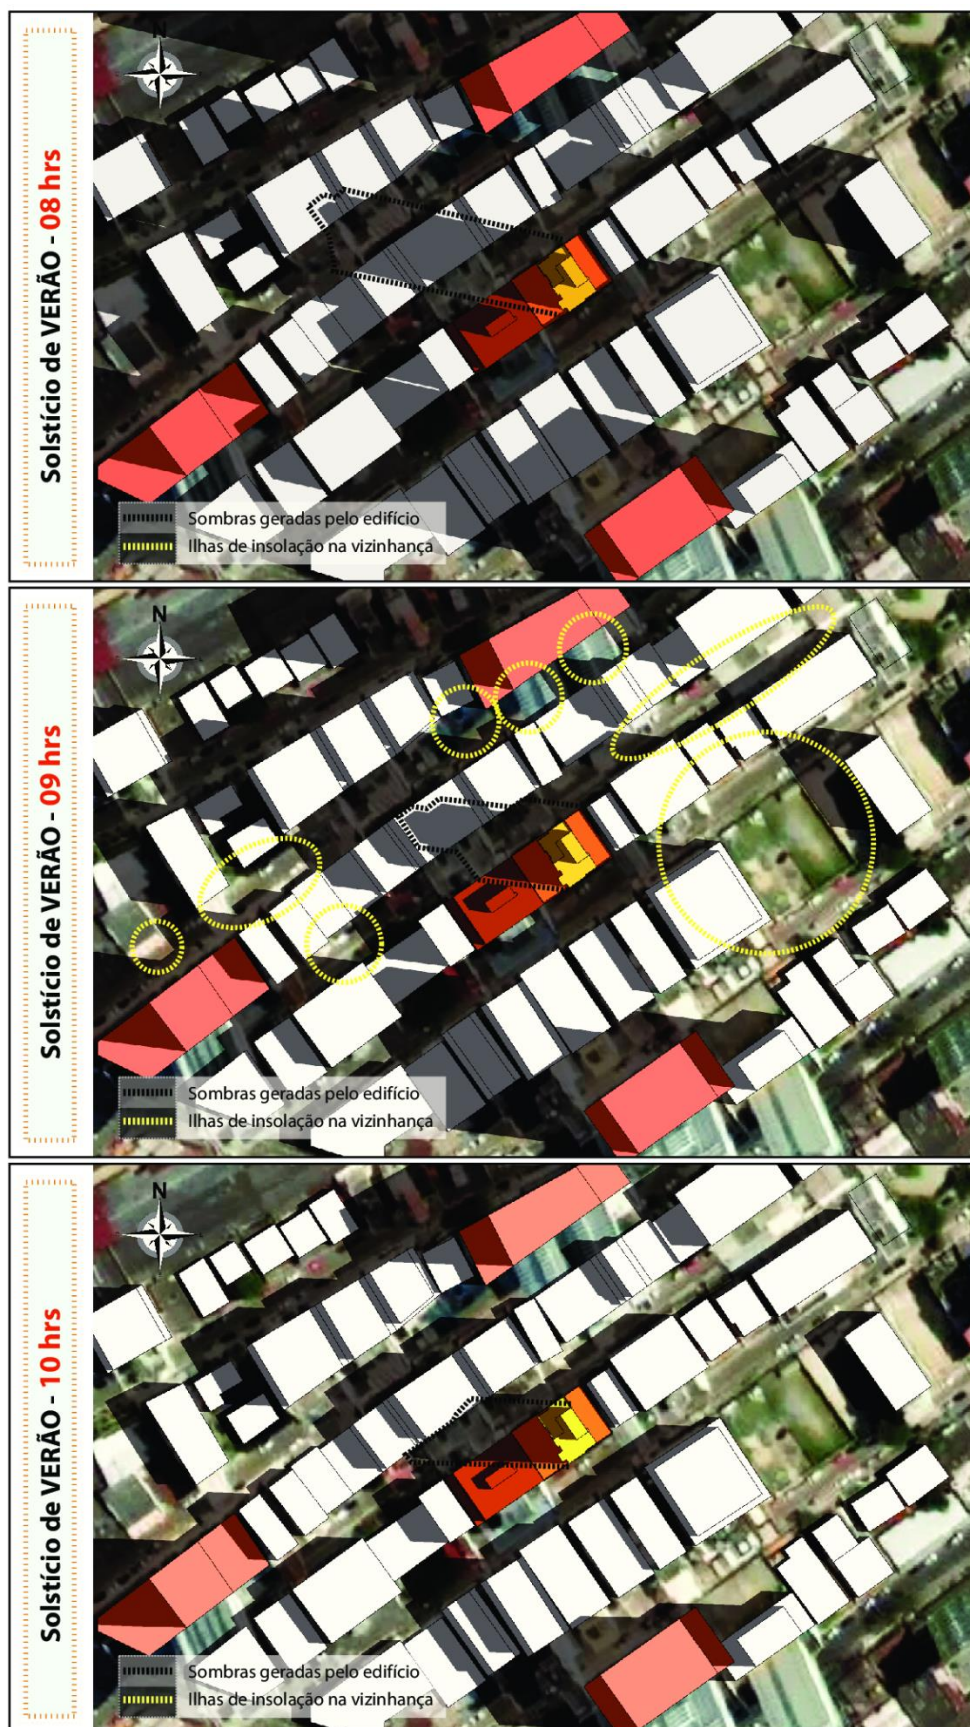 Solstício de VERÃO - 08 hrs
N
Sombras geradas pelo edifício
Ilhas de insolação na vizinhança
Solstício de VERÃO - 09 hrs
N
Sombras geradas pelo edifício
Ilhas de insolação na vizinhança
Solstício de VERÃO - 10 hrs
N
Sombras geradas pelo edifício
Ilhas de insolação na vizinhança